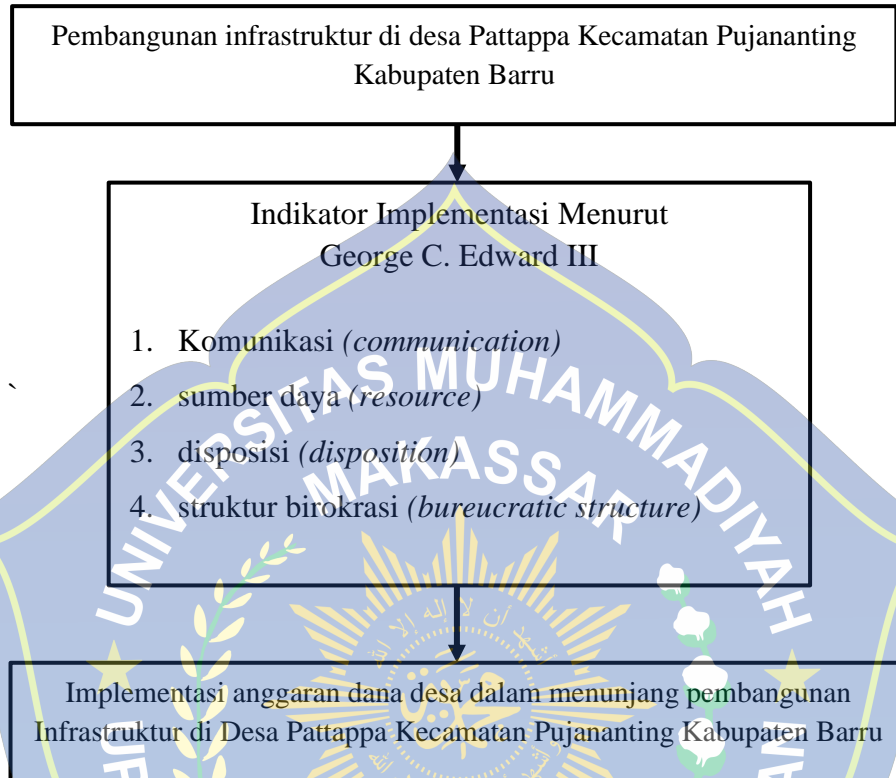 Pembangunan infrastruktur di desa Pattappa Kecamatan Pujananting
Kabupaten Barru
Indikator Implementasi Menurut
George C. Edward III
1. Komunikasi (communication)
`
2. sumber daya (resource)
3. disposisi (disposition)
4. struktur birokrasi (bureucratic structure)
UNIVERSITAS MUHAMMADIYAH
MAKASSAR
Implementasi anggaran dana desa dalam menunjang pembangunan
Infrastruktur di Desa Pattappa Kecamatan Pujananting Kabupaten Barru